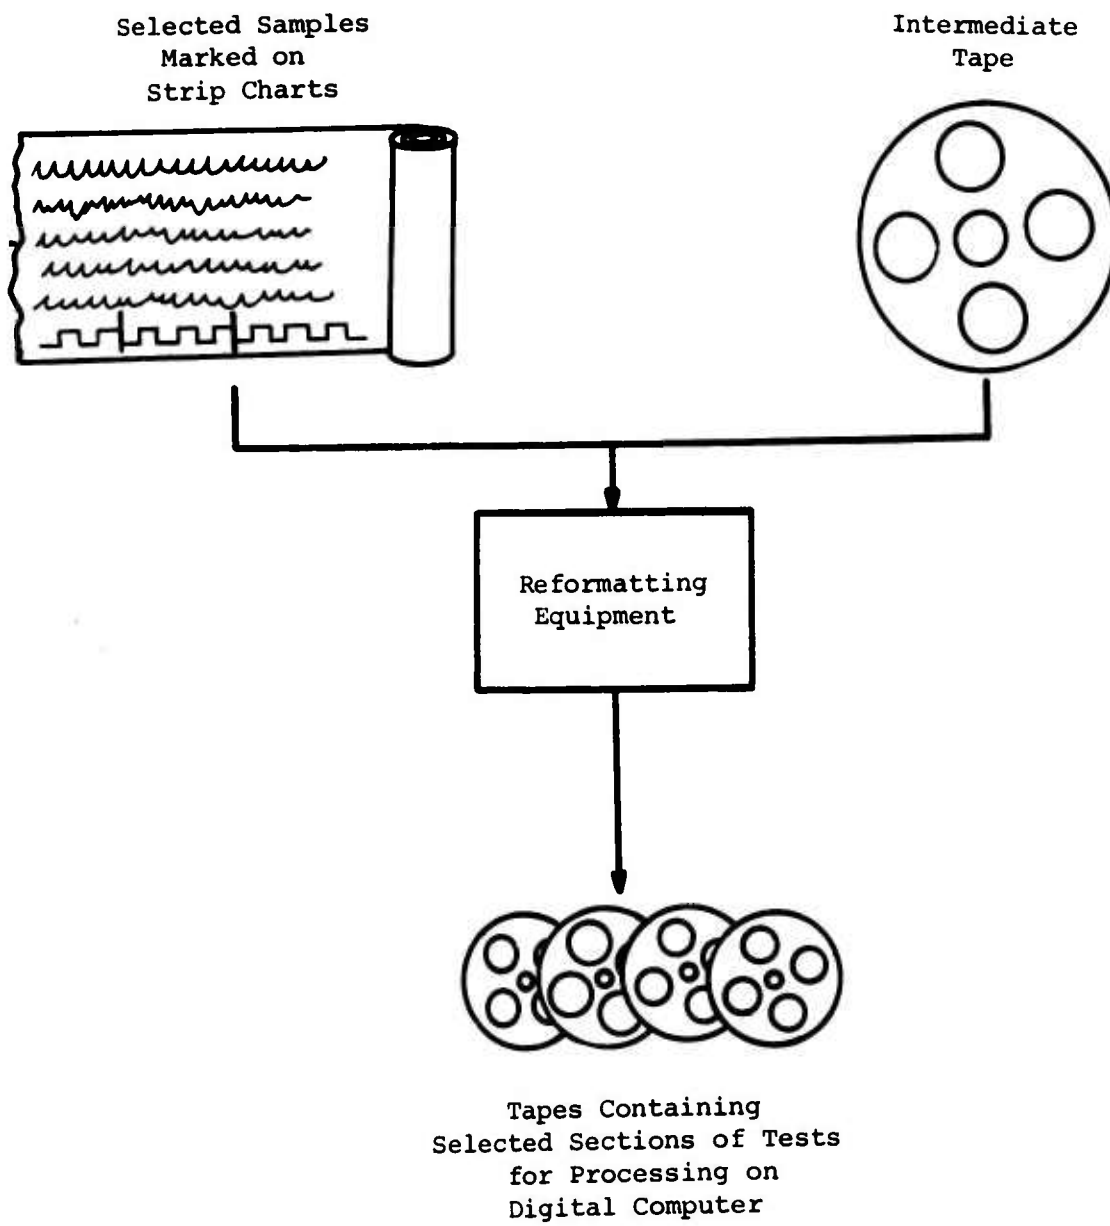 Selected Samples
Marked on
Strip Charts
Intermediate
Tape
Reformatting
Equipment
Tapes Containing
Selected Sections of Tests
for Processing on
Digital Computer